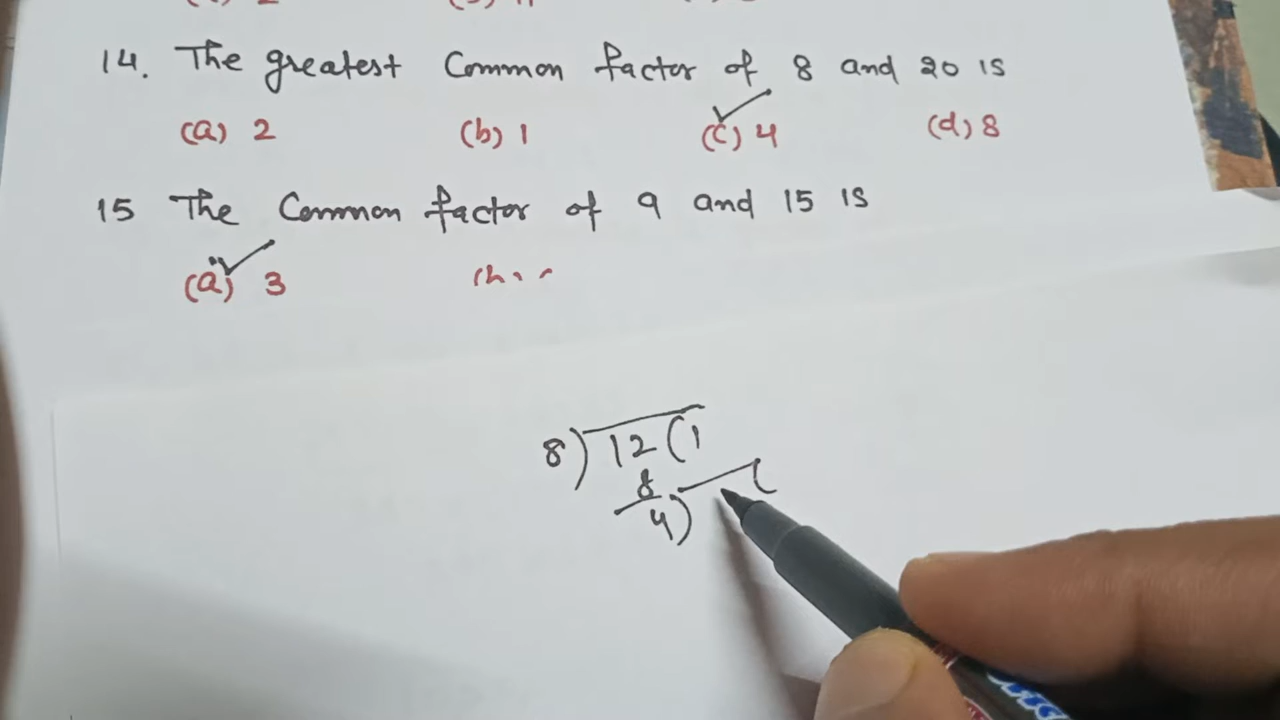 14. The greatest Common factor of 8 and 20 is
(a) 2 (b) 1 (c) 4 (d) 8
15 The Common factor of 9 and 15 is
(a) 3
8) 12 (1
8
4)